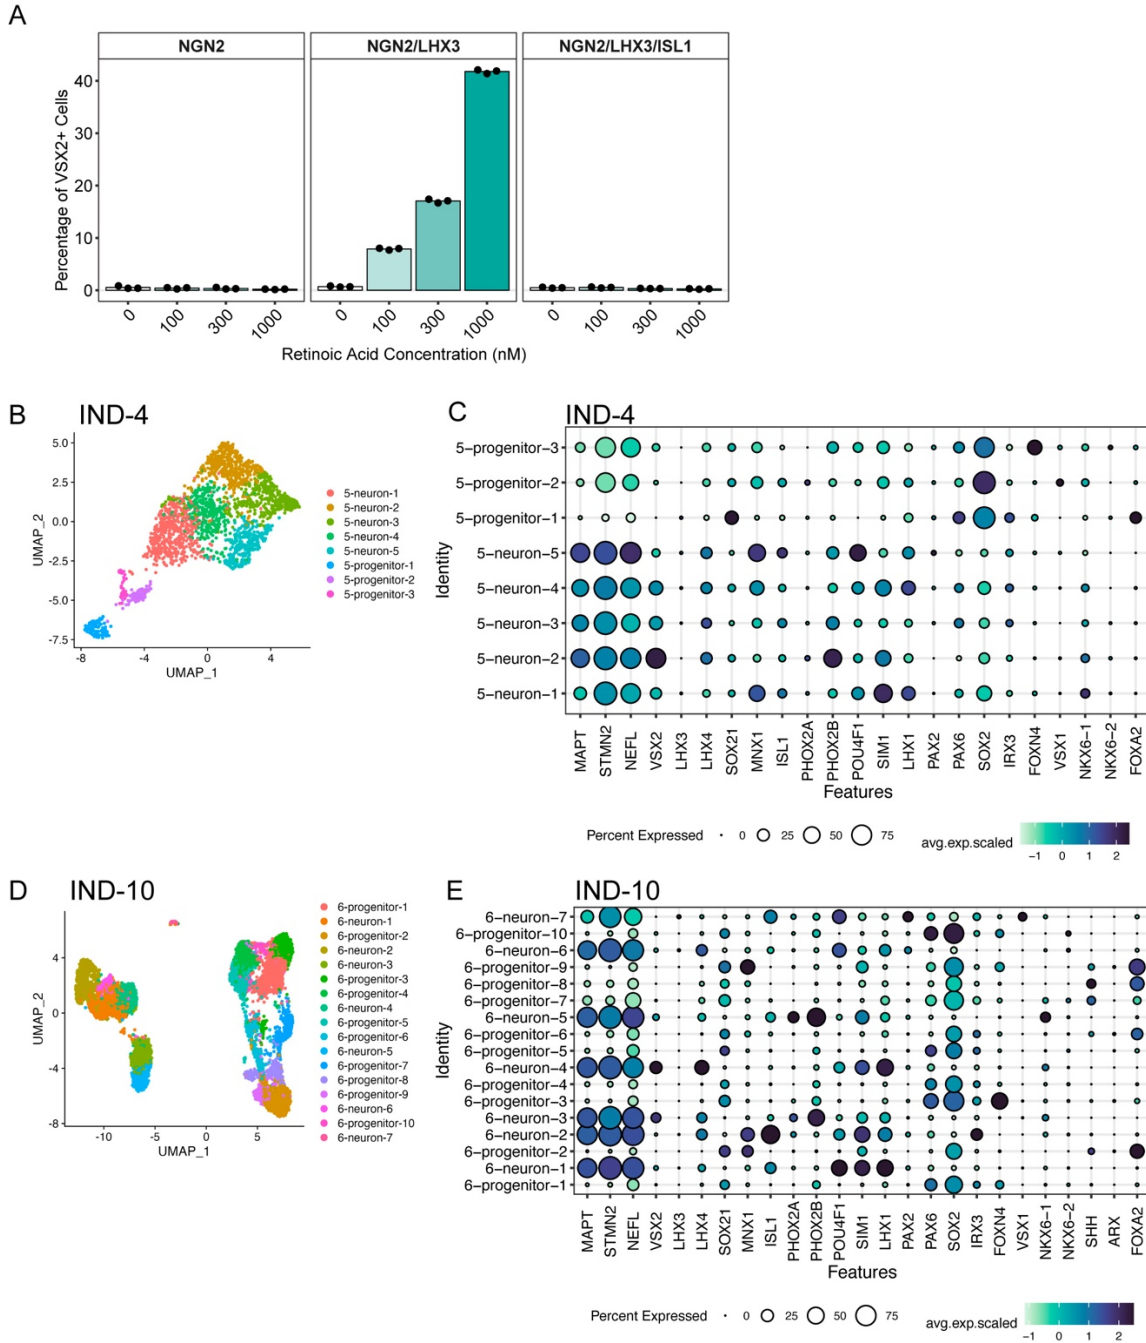 A
NGN2 NGN2/LHX3 NGN2/LHX3/ISL1
Percentage of VSX2+ Cells
40
30
20
10
0
0 100 300 1000 0 100 300 1000 0 100 300 1000
Retinoic Acid Concentration (nM)
B IND-4
UMAP_2
5.0
2.5
0.0
-2.5
-5.0
-7.5
-8 -4 0 4
UMAP_1
5-neuron-1
5-neuron-2
5-neuron-3
5-neuron-4
5-neuron-5
5-progenitor-1
5-progenitor-2
5-progenitor-3
C IND-4
Identity
5-progenitor-3
5-progenitor-2
5-progenitor-1
5-neuron-5
5-neuron-4
5-neuron-3
5-neuron-2
5-neuron-1
MAPT STMN2 NEFL VSX2 LHX3 LHX4 SOX21 MNX1 ISL1 PHOX2A PHOX2B POU4F1 SIM1 LHX1 PAX2 PAX6 SOX2 IRX3 FOXN4 VSX1 NKX6-1 NKX6-2 FOXA2
Features
Percent Expressed 0 25 50 75 avg.exp.scaled -1 0 1 2
D IND-10
UMAP_2
4
0
-4
-8
-10 -5 0 5
UMAP_1
6-progenitor-1
6-neuron-1
6-progenitor-2
6-neuron-2
6-neuron-3
6-progenitor-3
6-progenitor-4
6-neuron-4
6-progenitor-5
6-progenitor-6
6-neuron-5
6-progenitor-7
6-progenitor-8
6-progenitor-9
6-neuron-6
6-progenitor-10
6-neuron-7
E IND-10
Identity
6-neuron-7
6-progenitor-10
6-neuron-6
6-progenitor-9
6-progenitor-8
6-progenitor-7
6-neuron-5
6-progenitor-6
6-progenitor-5
6-neuron-4
6-progenitor-4
6-progenitor-3
6-neuron-3
6-neuron-2
6-progenitor-2
6-neuron-1
6-progenitor-1
MAPT STMN2 NEFL VSX2 LHX3 LHX4 SOX21 MNX1 ISL1 PHOX2A PHOX2B POU4F1 SIM1 LHX1 PAX2 PAX6 SOX2 IRX3 FOXN4 VSX1 NKX6-1 NKX6-2 SHH ARX FOXA2
Features
Percent Expressed 0 25 50 75 avg.exp.scaled -1 0 1 2